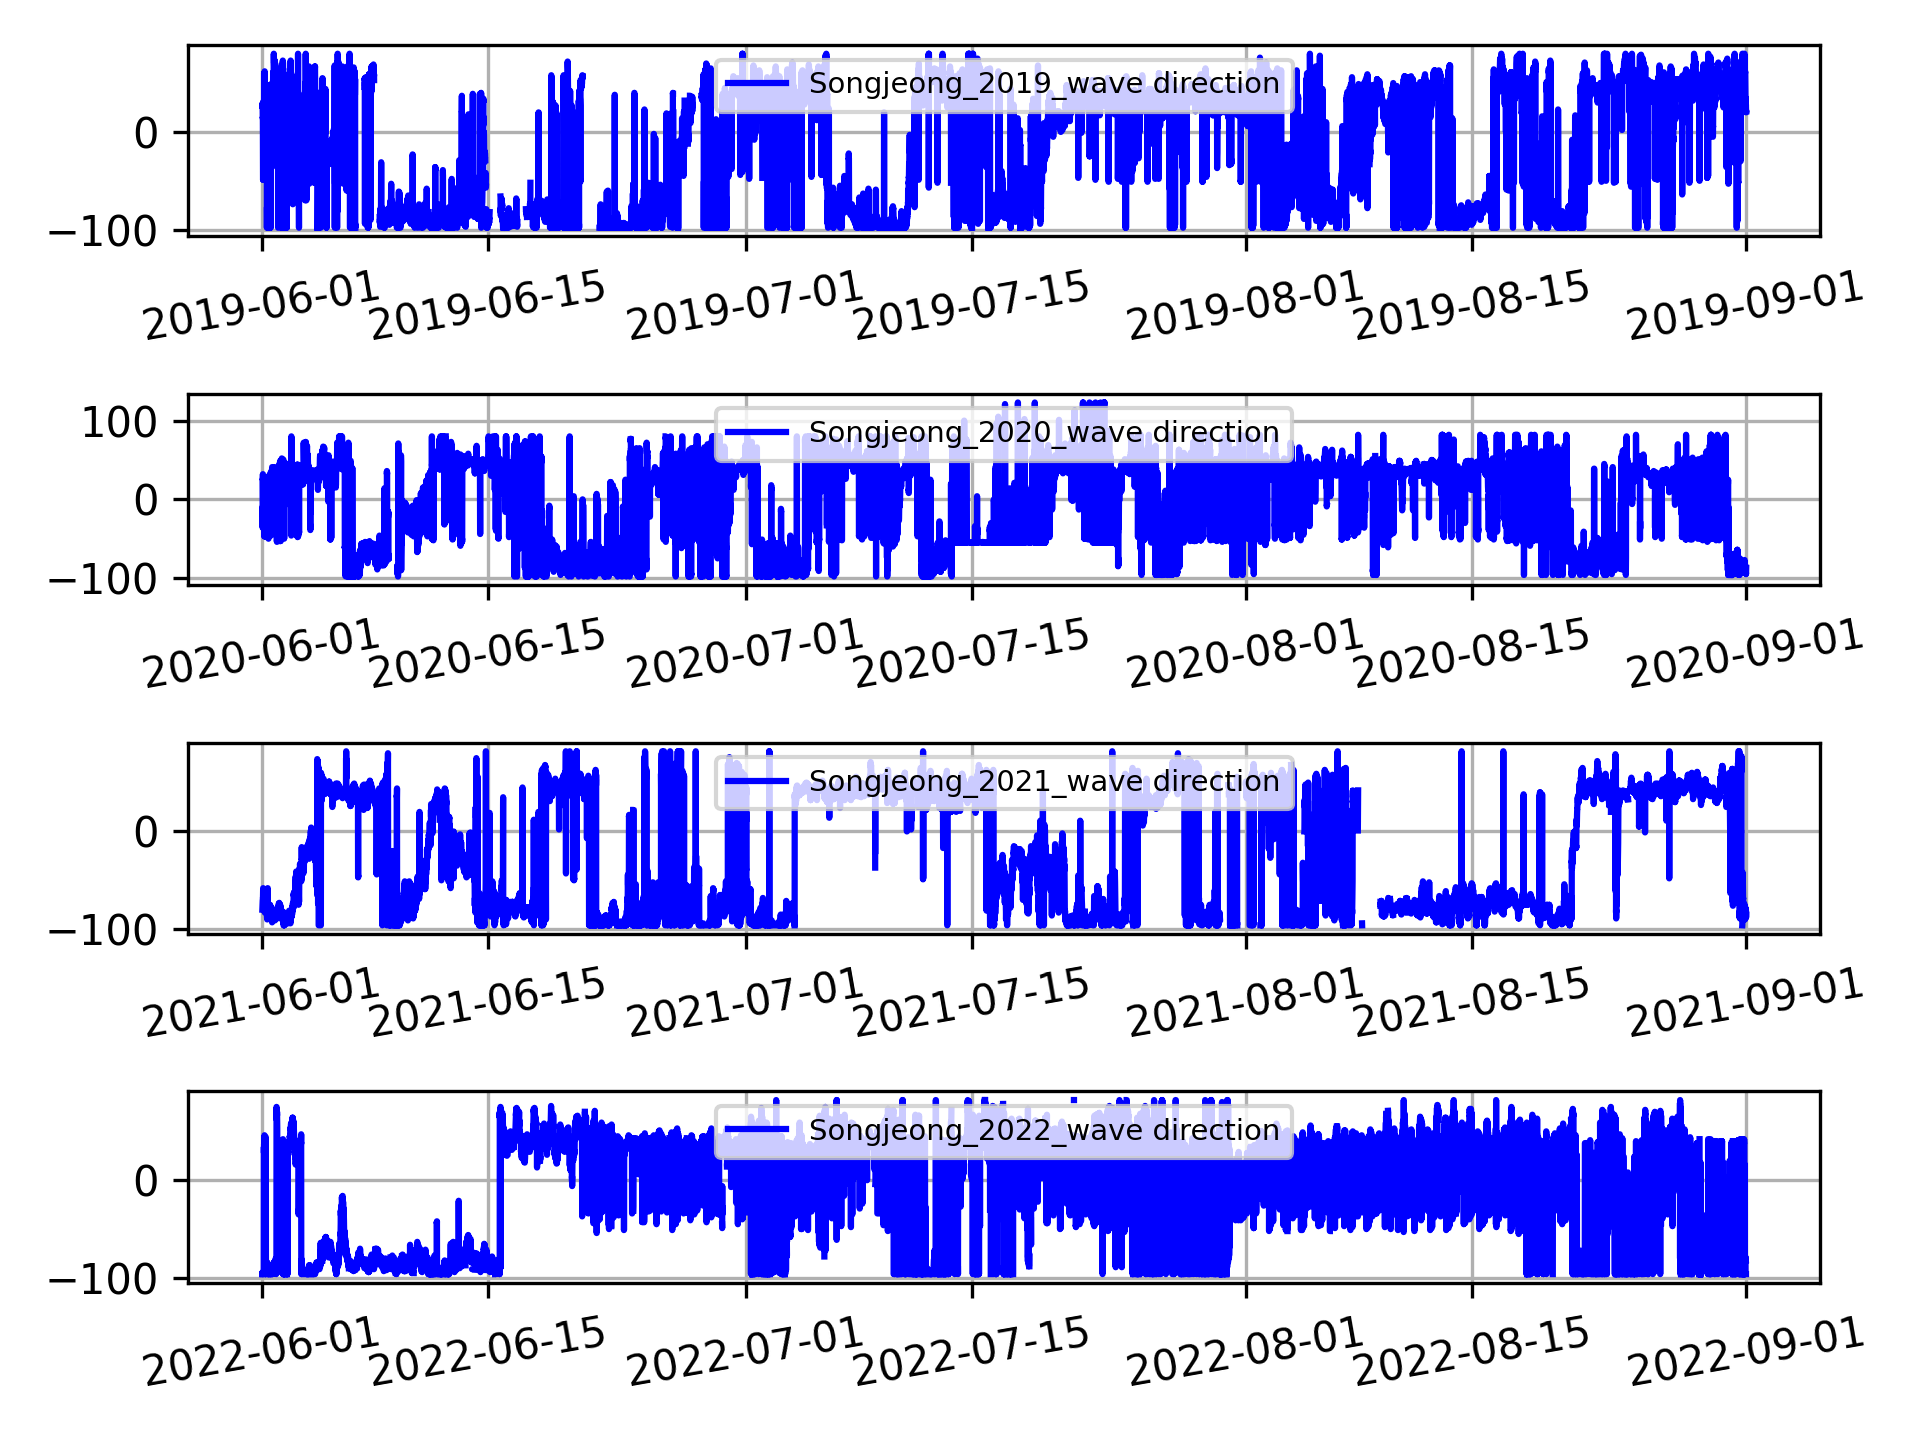 Songjeong_2019_wave direction
0
−100
2019-06-01 2019-06-15 2019-07-01 2019-07-15 2019-08-01 2019-08-15 2019-09-01
Songjeong_2020_wave direction
100
0
−100
2020-06-01 2020-06-15 2020-07-01 2020-07-15 2020-08-01 2020-08-15 2020-09-01
Songjeong_2021_wave direction
0
−100
2021-06-01 2021-06-15 2021-07-01 2021-07-15 2021-08-01 2021-08-15 2021-09-01
Songjeong_2022_wave direction
0
−100
2022-06-01 2022-06-15 2022-07-01 2022-07-15 2022-08-01 2022-08-15 2022-09-01